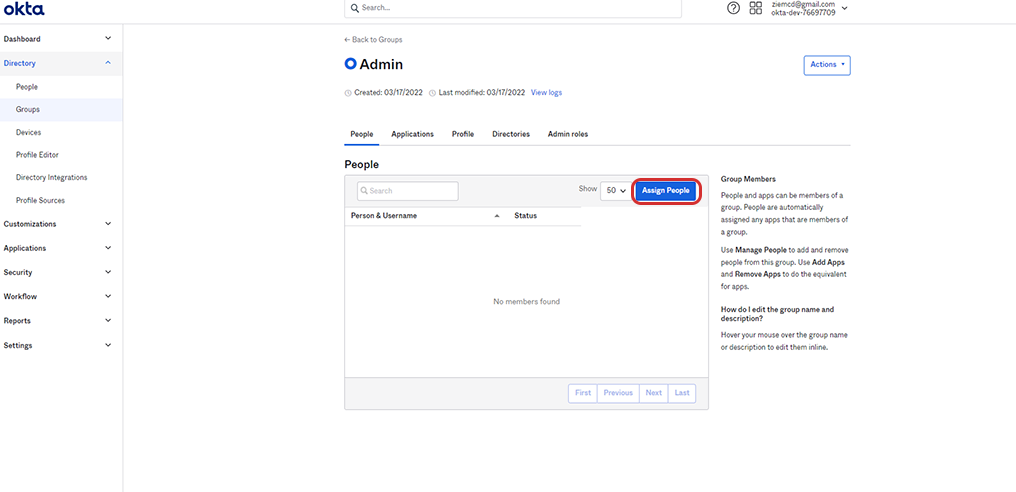 okta
Search...
ziemcd@gmail.com
okta-dev-76697709
Dashboard
Directory
People
Groups
Devices
Profile Editor
Directory Integrations
Profile Sources
Customizations
Applications
Security
Workflow
Reports
Settings
← Back to Groups
Admin
Actions
Created: 03/17/2022 Last modified: 03/17/2022 View logs
People Applications Profile Directories Admin roles
People
Search Show 50 Assign People
Person & Username Status
No members found
First Previous Next Last
Group Members
People and apps can be members of a
group. People are automatically
assigned any apps that are members of
a group.
Use Manage People to add and remove
people from this group. Use Add Apps
and Remove Apps to do the equivalent
for apps.
How do I edit the group name and
description?
Hover your mouse over the group name
or description to edit them inline.